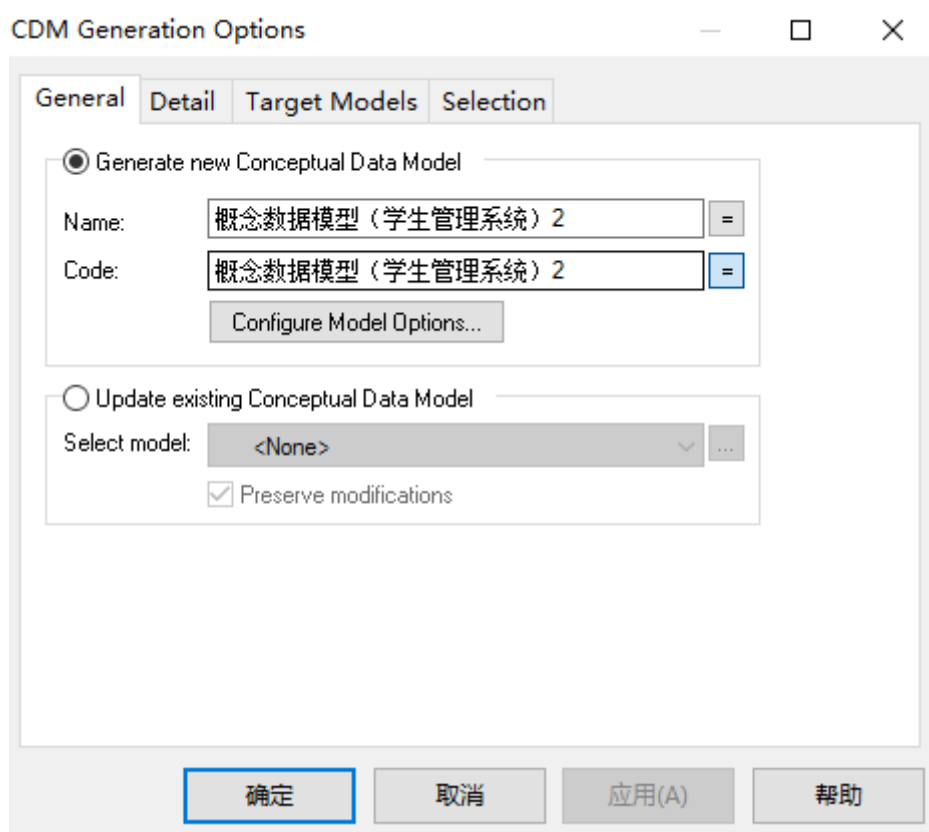 CDM Generation Options
General Detail Target Models Selection
Generate new Conceptual Data Model
Name: 概念数据模型（学生管理系统）2 =
Code: 概念数据模型（学生管理系统）2 =
Configure Model Options...
Update existing Conceptual Data Model
Select model: <None> ...
Preserve modifications
确定 取消 应用(A) 帮助